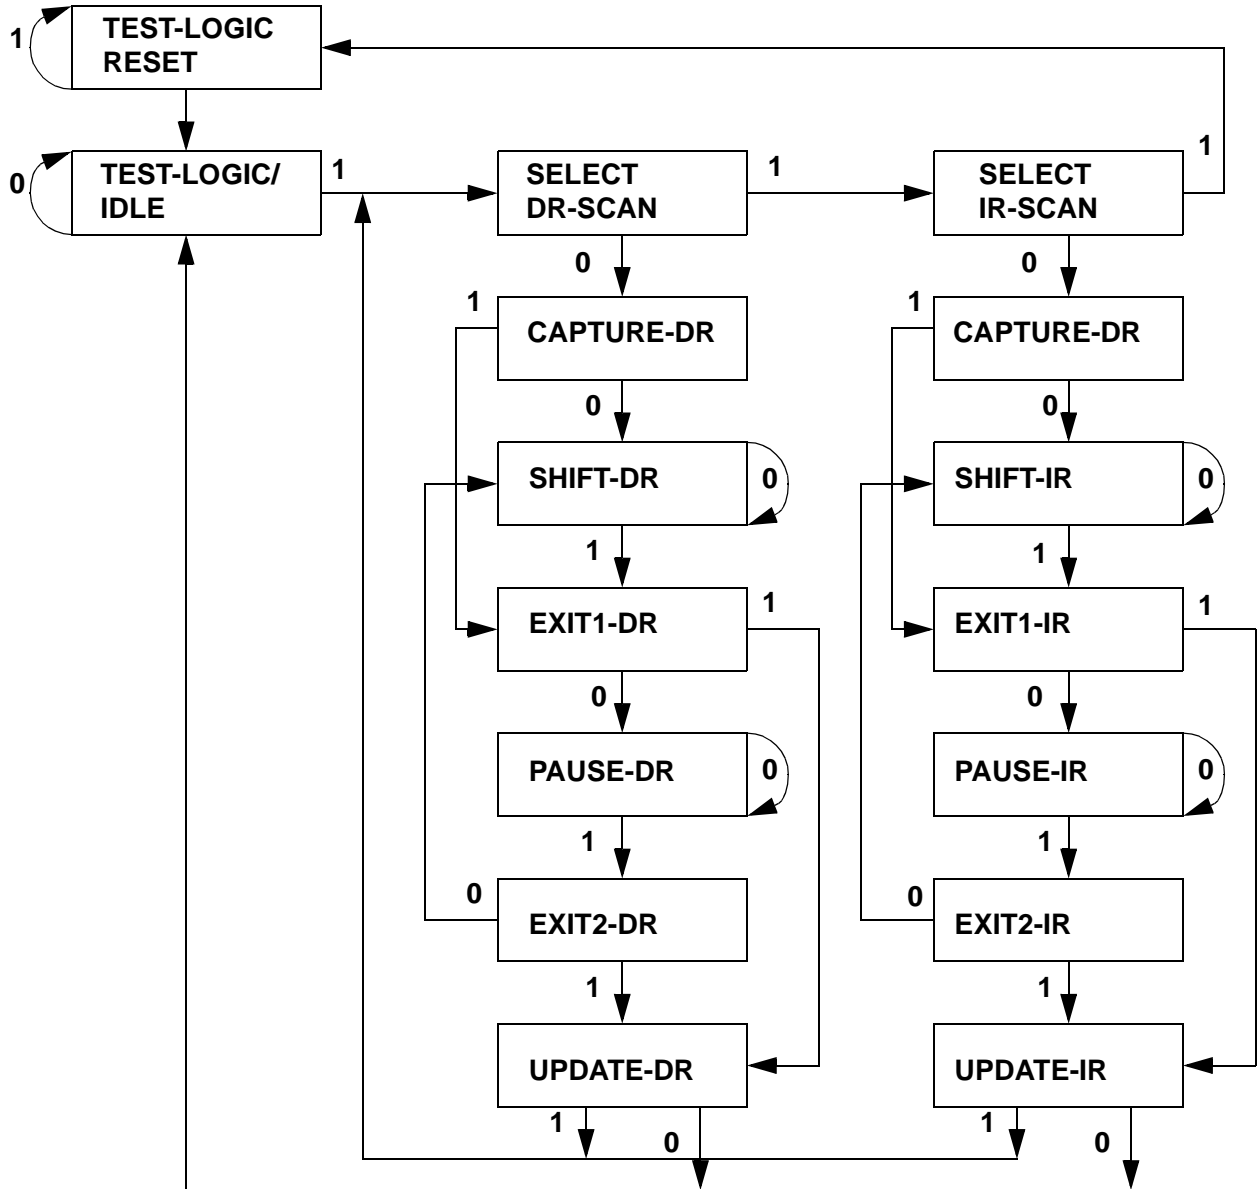 TEST-LOGIC
RESET
1
TEST-LOGIC/
IDLE
0
1
SELECT
DR-SCAN
1
SELECT
IR-SCAN
1
0
0
1
CAPTURE-DR
1
CAPTURE-DR
0
0
SHIFT-DR
0
SHIFT-IR
0
1
1
EXIT1-DR
1
EXIT1-IR
1
0
0
PAUSE-DR
0
PAUSE-IR
0
1
1
0
EXIT2-DR
0
EXIT2-IR
1
1
UPDATE-DR
UPDATE-IR
1
0
1
0